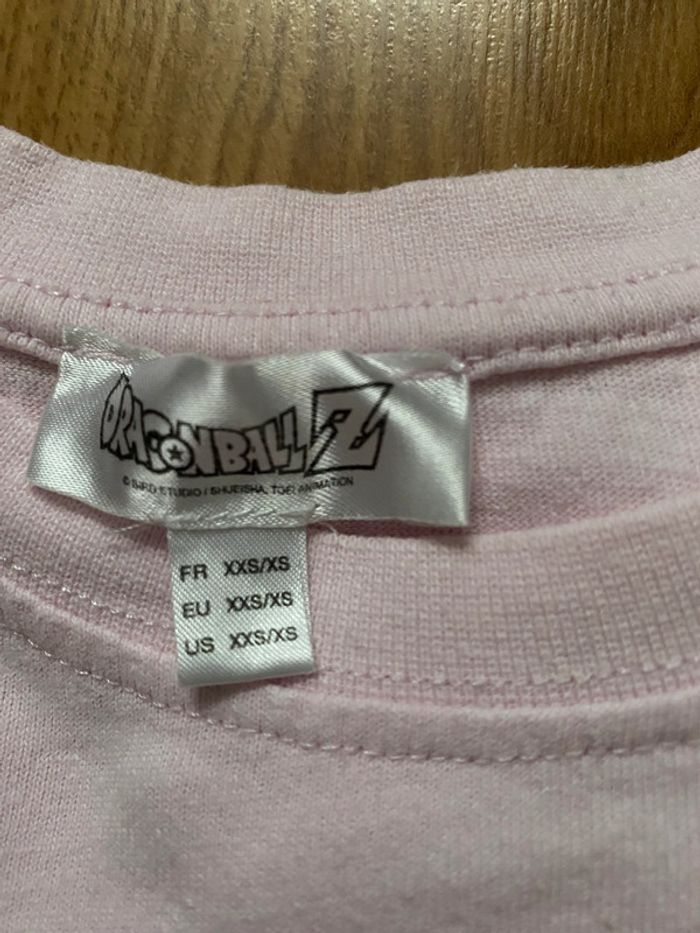 DRAGONBALL Z
© BIRD STUDIO / SHUEISHA, TOEI ANIMATION
FR XXS/XS
EU XXS/XS
US XXS/XS